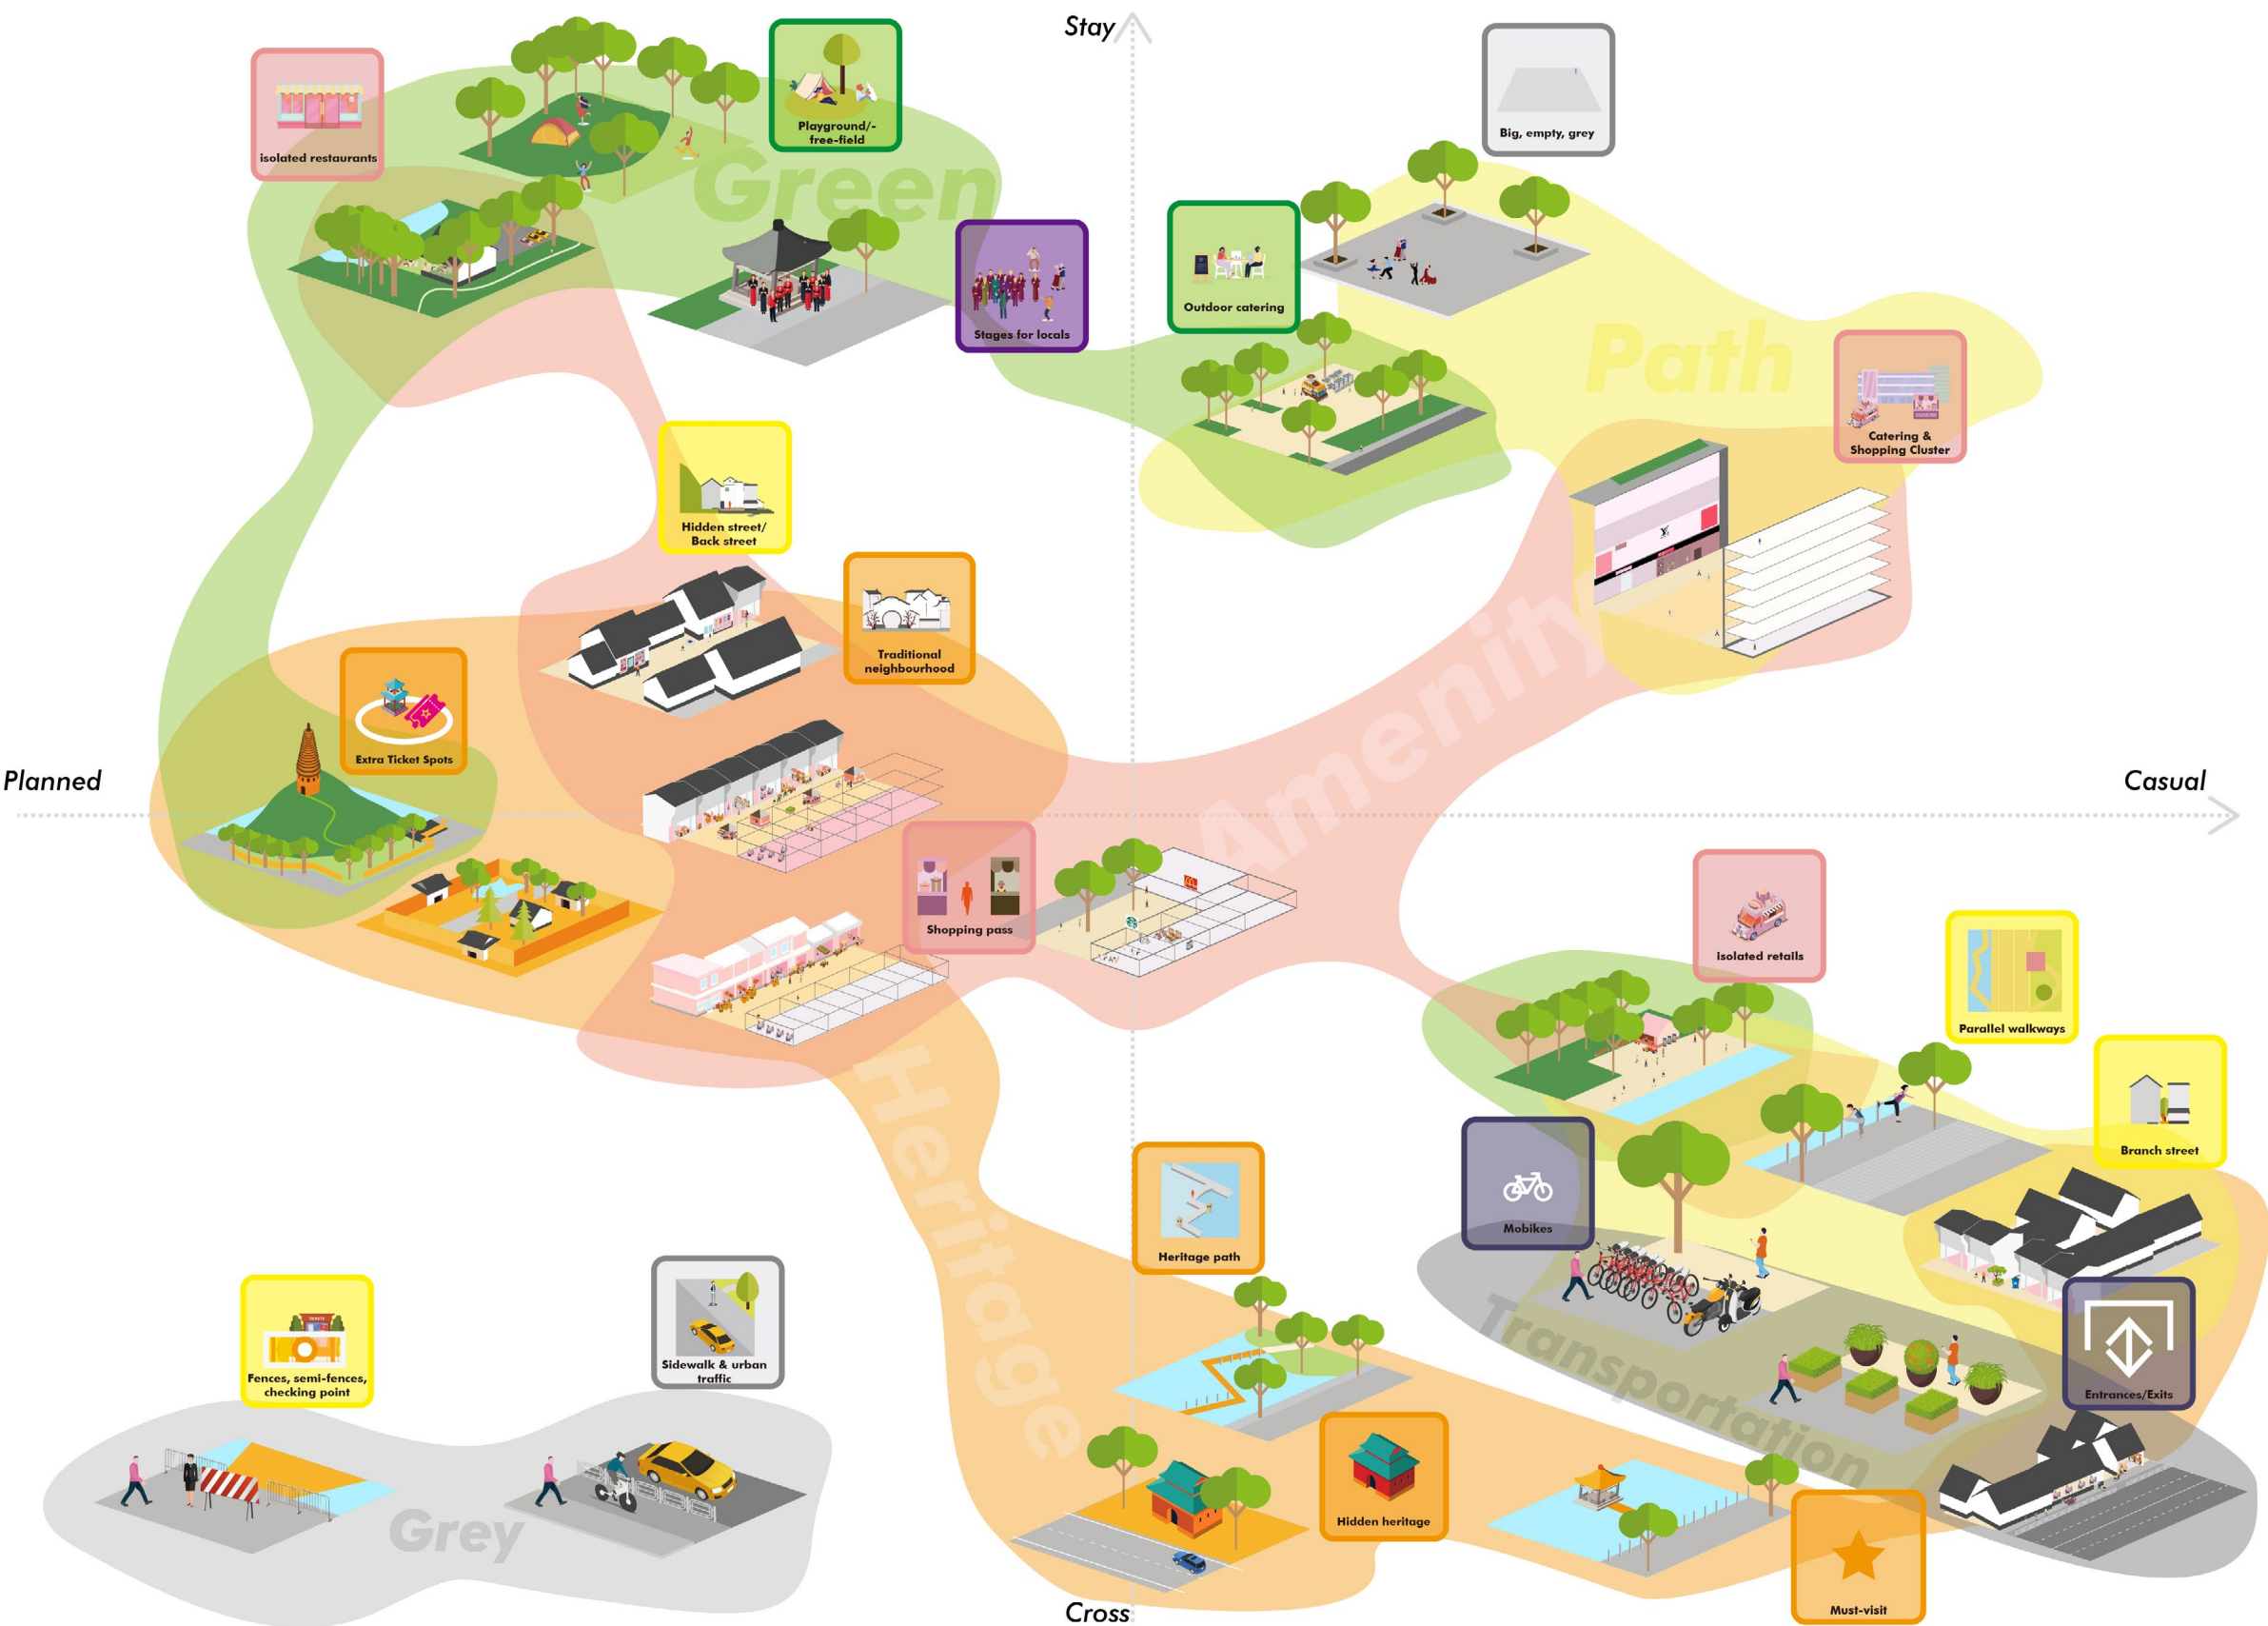 Stay
isolated restaurants
Playground/-
free-field
Green
Big, empty, grey
Stages for locals
Outdoor catering
Path
Catering &
Shopping Cluster
Hidden street/
Back street
Traditional
neighbourhood
Extra Ticket Spots
Amenity
Planned
Casual
Shopping pass
isolated retails
Parallel walkways
Branch street
Heritage
Mobikes
Heritage path
Transportation
Entrances/Exits
Fences, semi-fences,
checking point
Sidewalk & urban
traffic
Grey
Hidden heritage
Must-visit
Cross